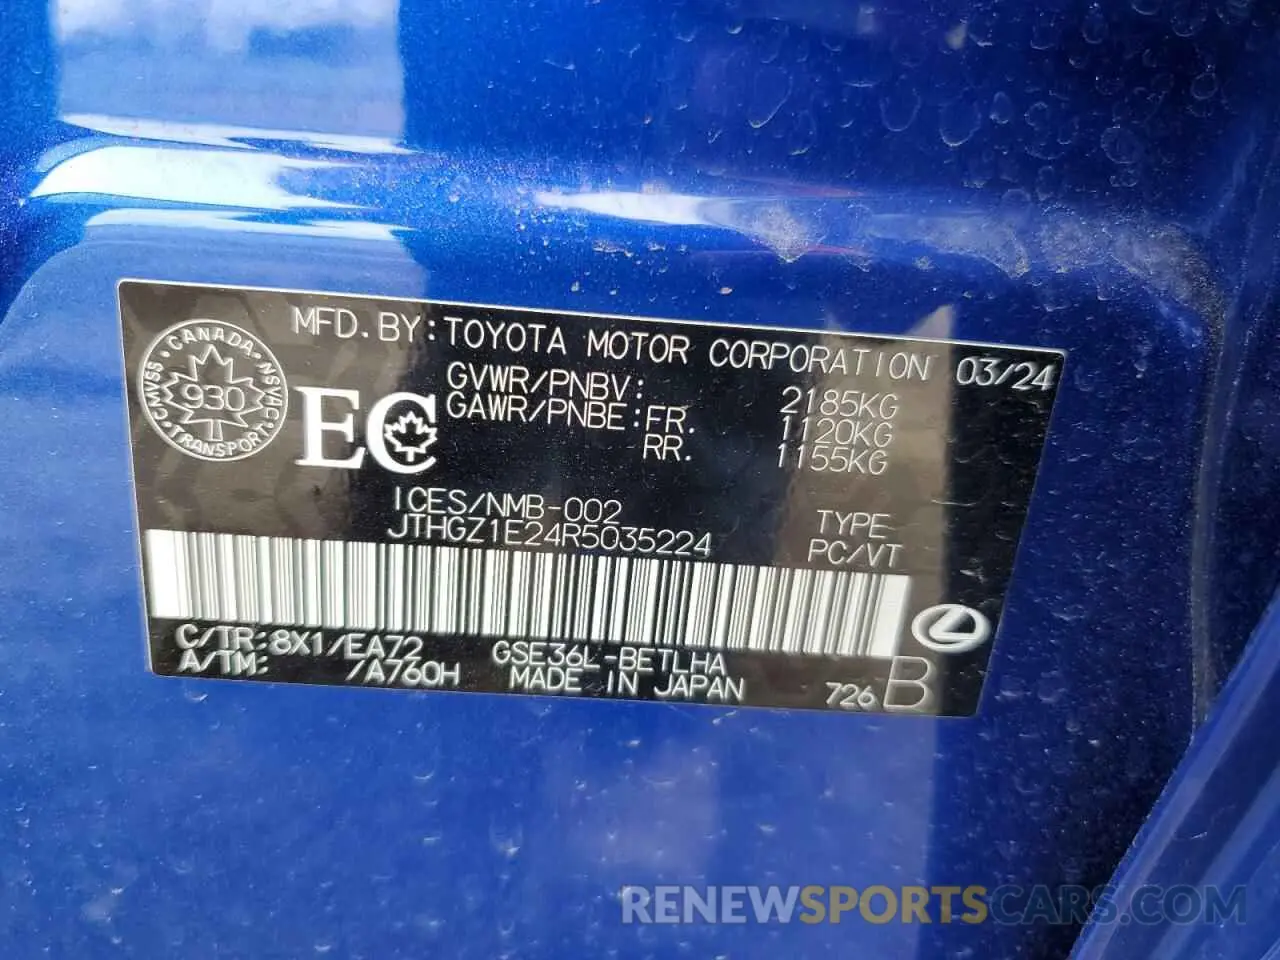 MFD. BY: TOYOTA MOTOR CORPORATION 03/24
CANADA
CMVSS 930 NSVAC
TRANSPORT
EC
GVWR/PNBV: 2185KG
GAWR/PNBE: FR. 1120KG
RR. 1155KG
ICES/NMB-002
JTHGZ1E24R5035224
TYPE
PC/VT
C/TR: 8X1/EA72 GSE36L-BETLHA
A/TM: /A760H MADE IN JAPAN 726 B
RENEWSPORTSCARS.COM